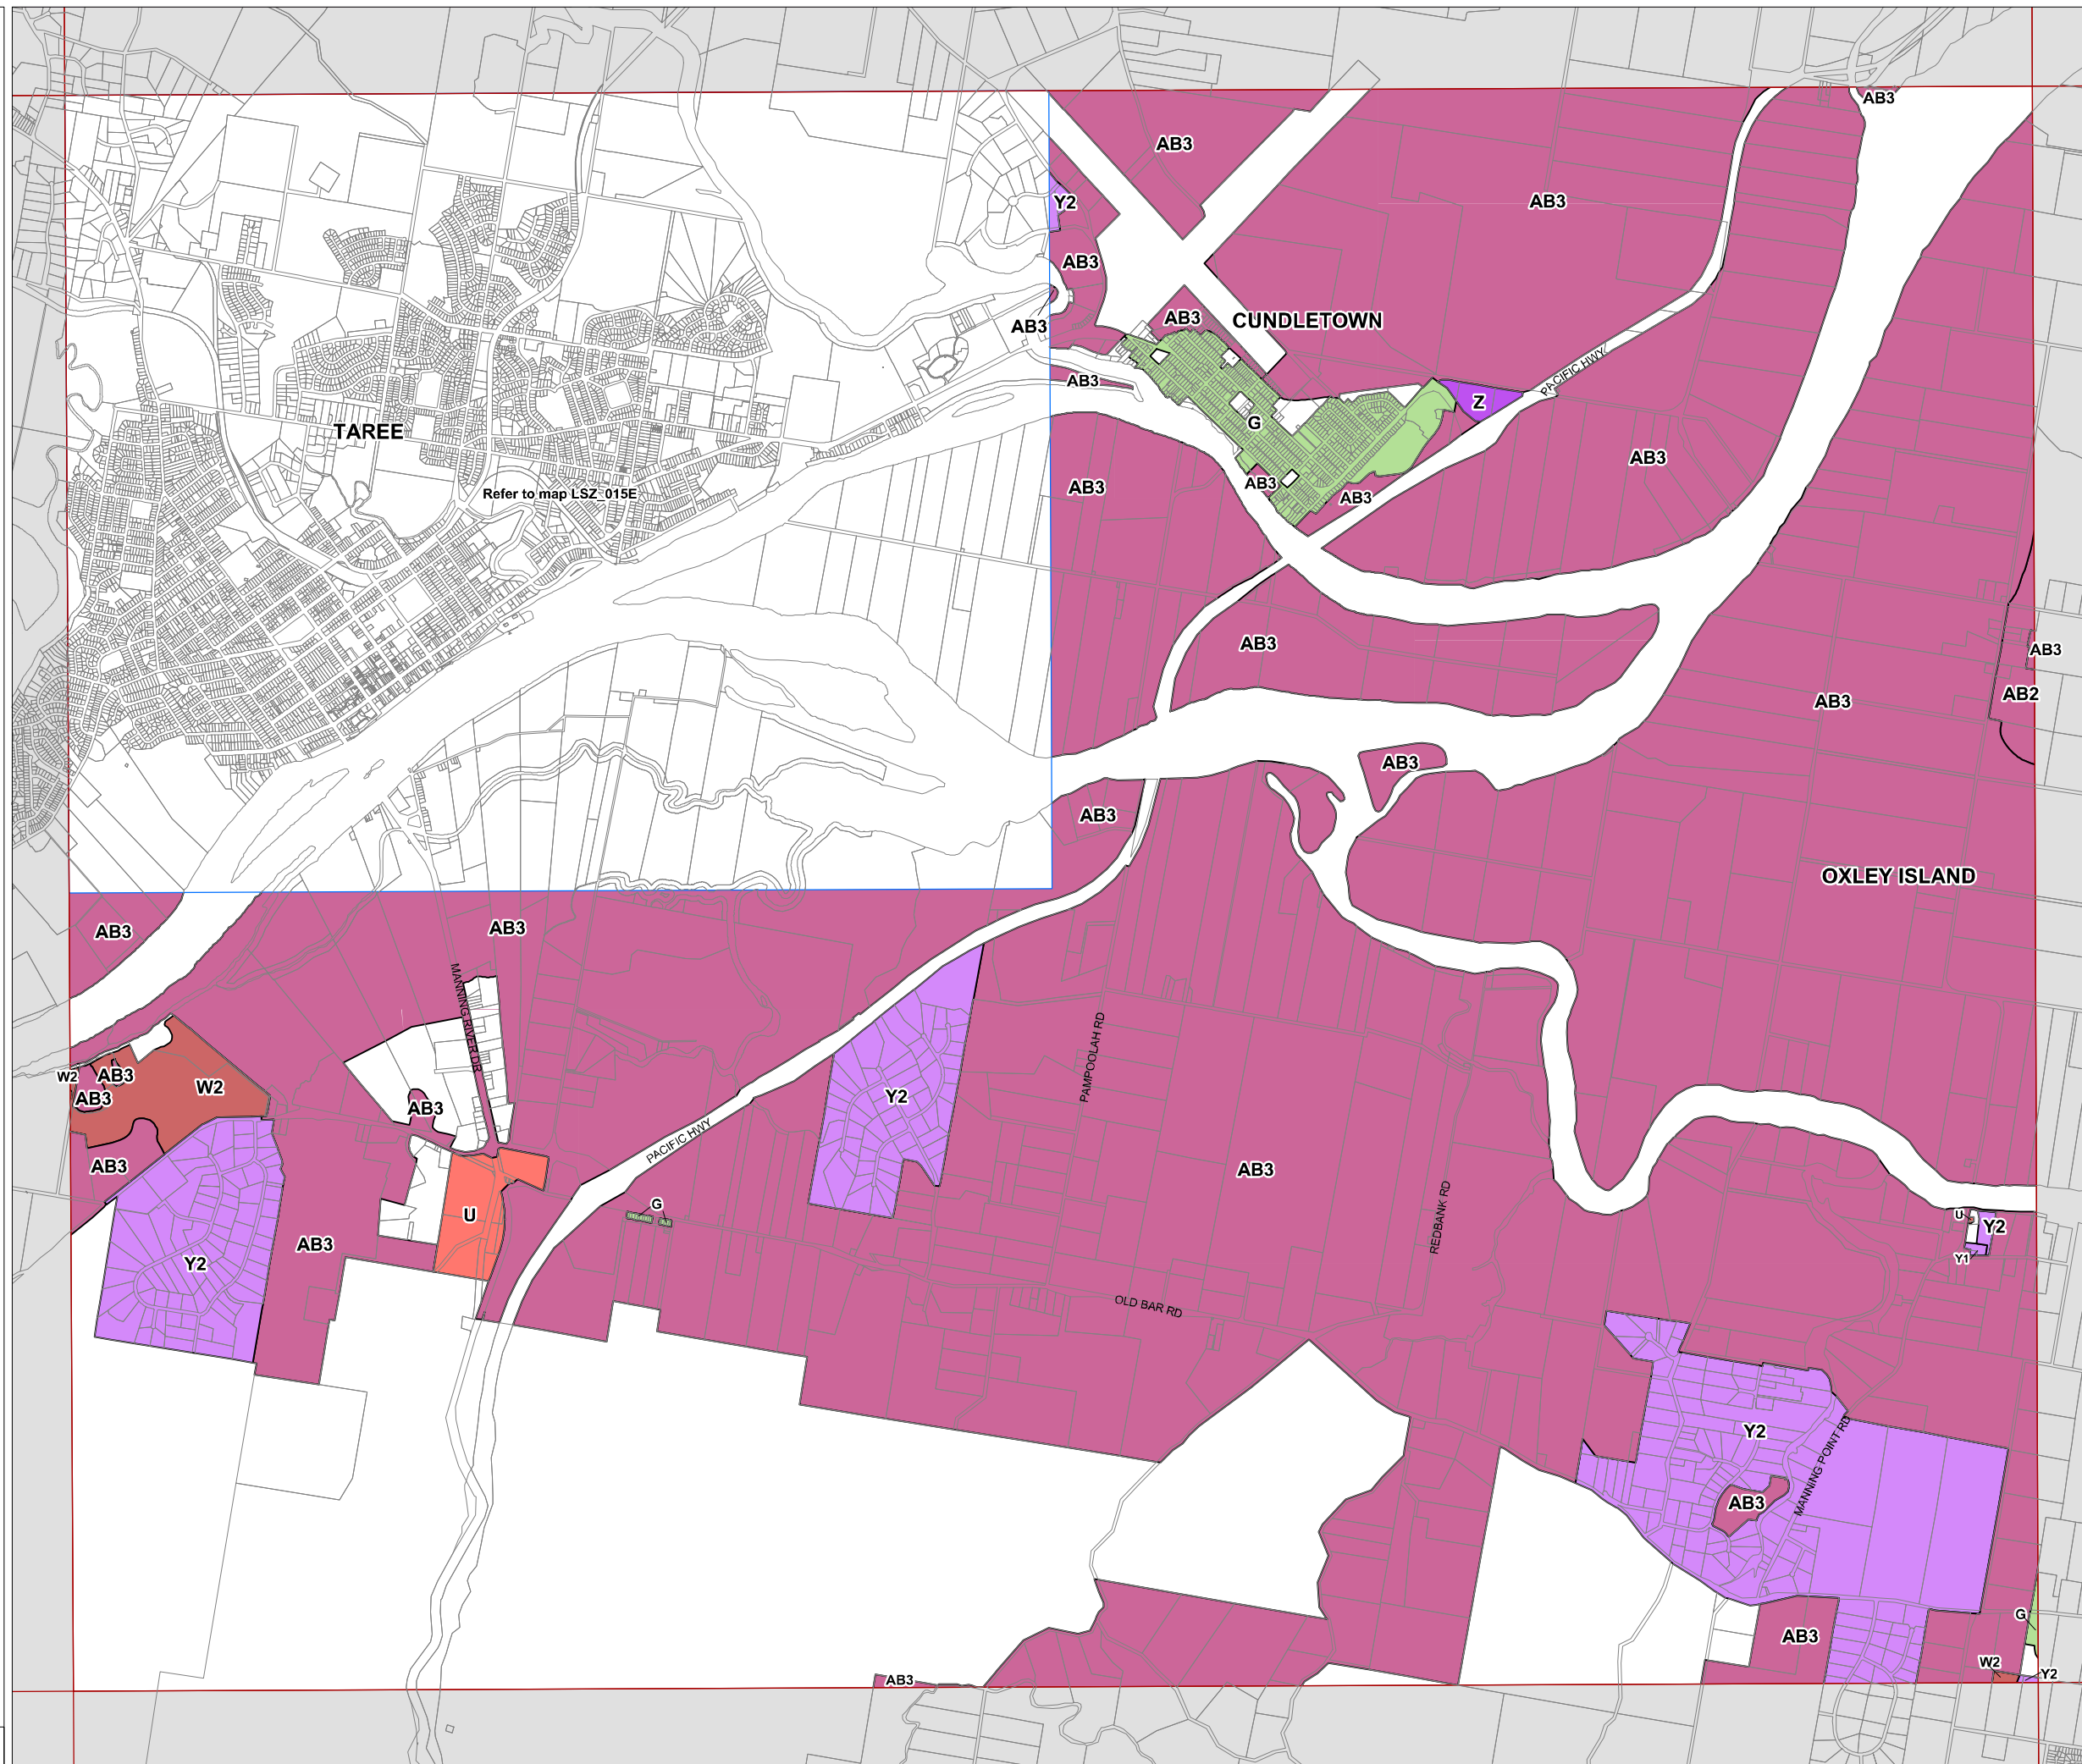 AB3
AB3
Y2
AB3
AB3
AB3
AB3
CUNDLETOWN
PACIFIC HWY
AB3
Z
G
TAREE
AB3
AB3
AB3
AB3
Refer to map LSZ_015E
AB3
AB3
AB3
AB2
AB3
AB3
AB3
OXLEY ISLAND
AB3
AB3
MANNING RIVER DR
PAMPOOLAH RD
W2
AB3
W2
AB3
AB3
Y2
PACIFIC HWY
AB3
AB3
G
U
REDBANK RD
U
Y2
Y1
AB3
Y2
OLD BAR RD
Y2
MANNING POINT RD
AB3
G
AB3
W2
Y2
AB3